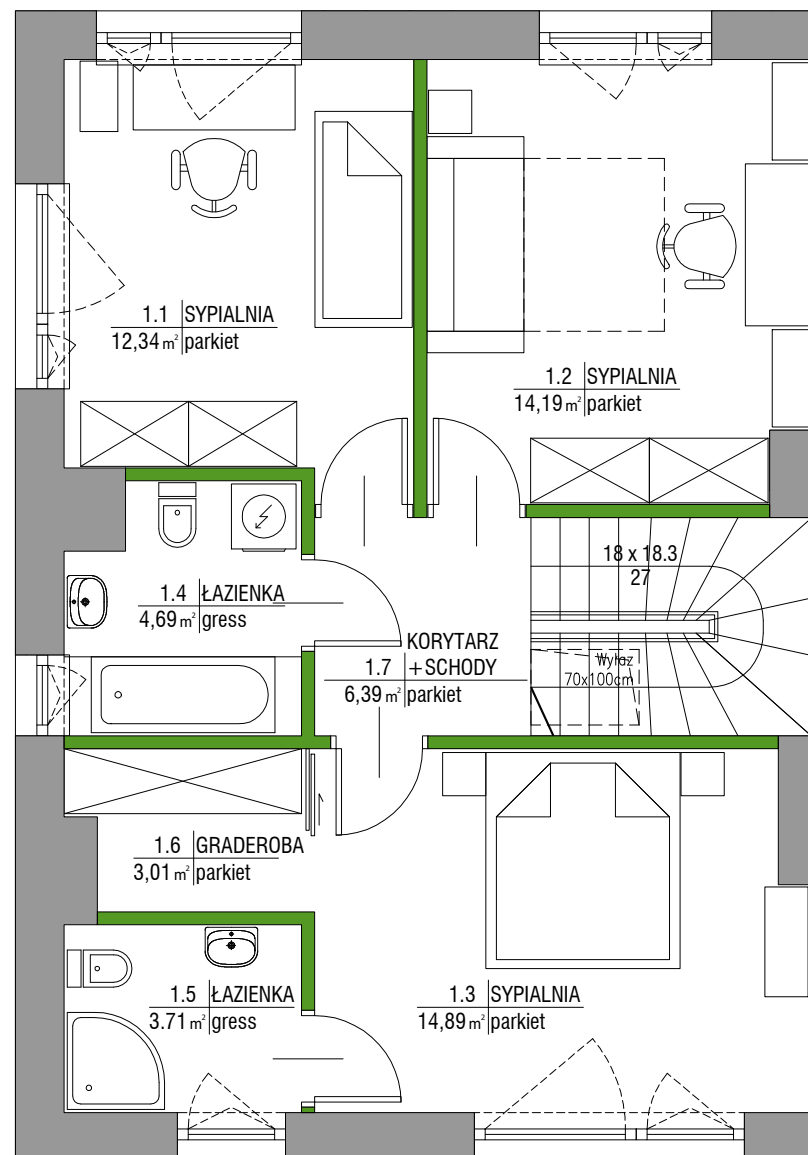 1.1 SYPIALNIA
12,34 m² parkiet
1.2 SYPIALNIA
14,19 m² parkiet
18 x 18.3
27
1.4 ŁAZIENKA
4,69 m² gress
KORYTARZ
1.7 +SCHODY
6,39 m² parkiet
Wyłaz
70x100cm
1.6 GRADEROBA
3,01 m² parkiet
1.5 ŁAZIENKA
3.71 m² gress
1.3 SYPIALNIA
14,89 m² parkiet